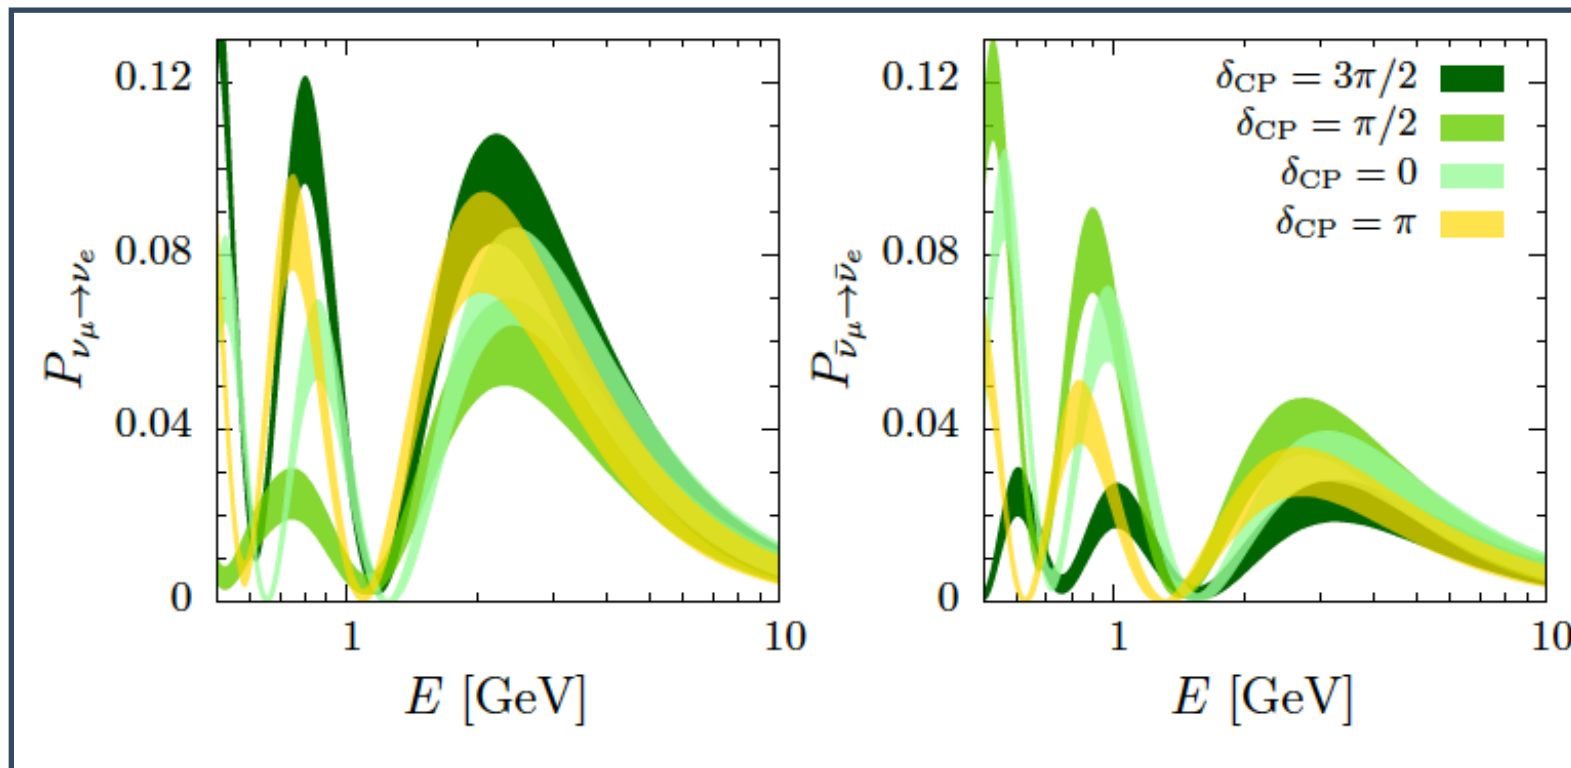 0.12
0.08
0.04
0
P_{ν_μ→ν_e}
1
10
E [GeV]
0.12
0.08
0.04
0
P_{ν̄_μ→ν̄_e}
1
10
E [GeV]
δ_CP = 3π/2
δ_CP = π/2
δ_CP = 0
δ_CP = π